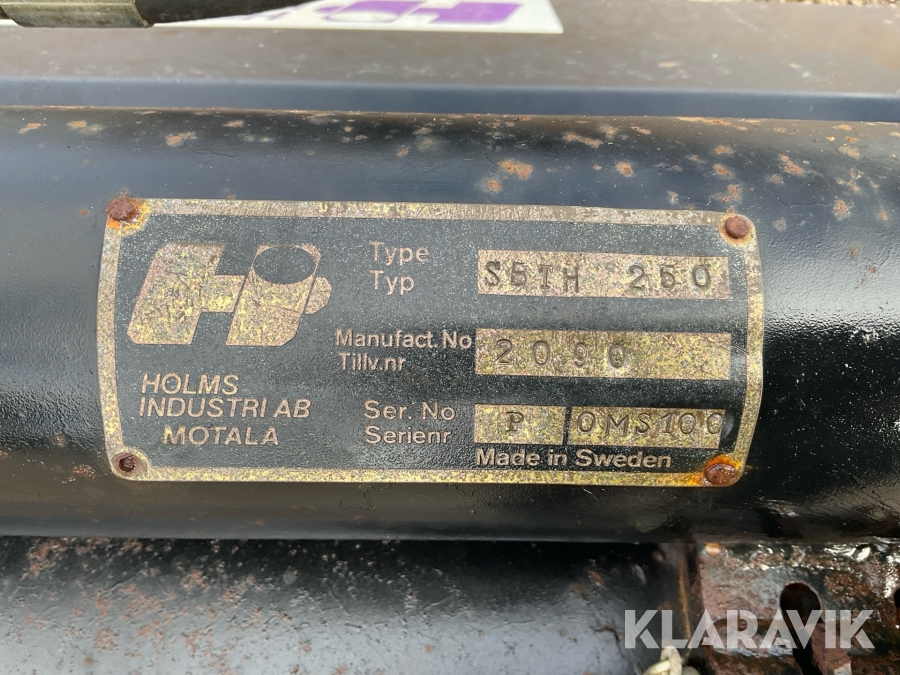 Type
Typ
SBTH 250
Manufact. No
Tillv.nr
2090
HOLMS
INDUSTRI AB
MOTALA
Ser. No
Serienr
P
OMS100
Made in Sweden
KLARAVIK